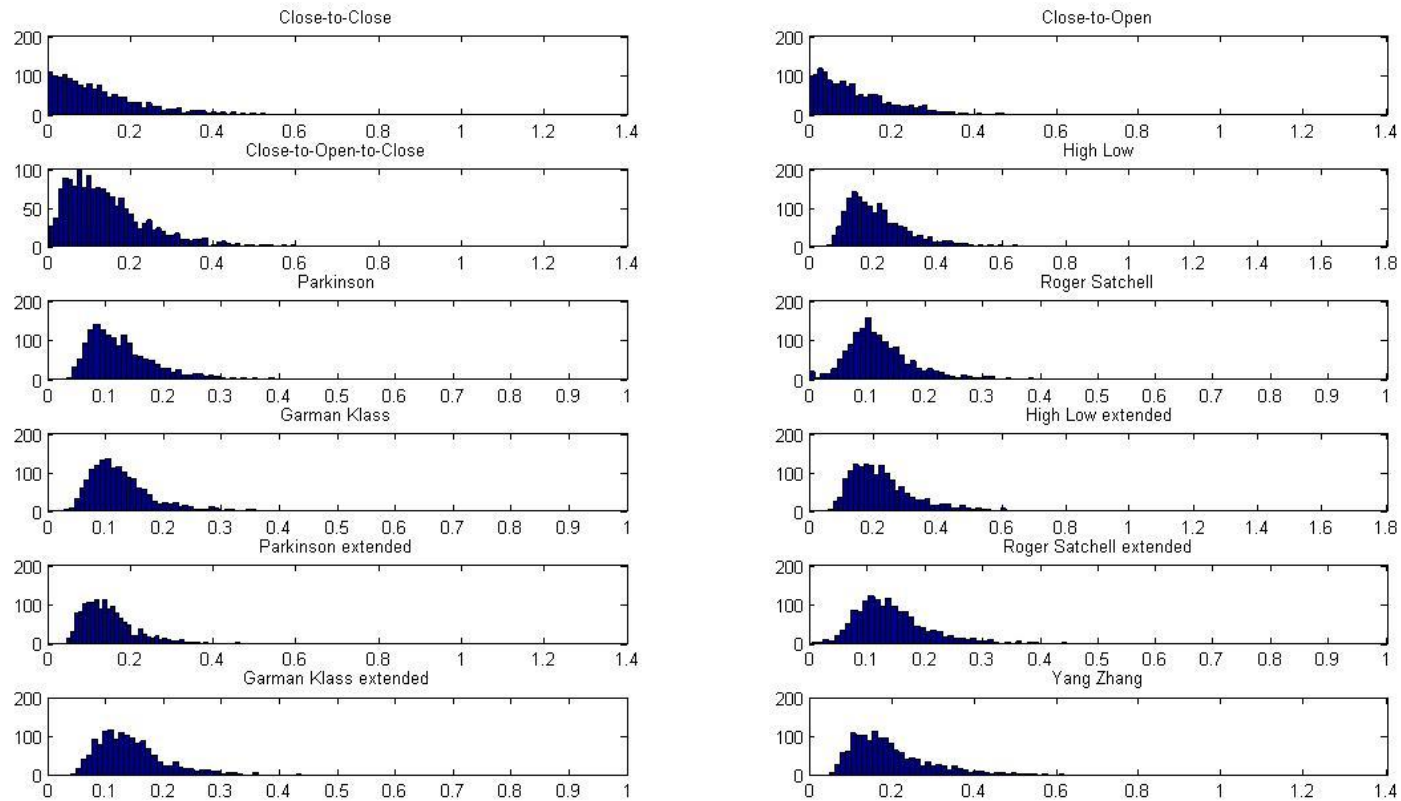 Close-to-Close
200
100
0
0 0.2 0.4 0.6 0.8 1 1.2 1.4
Close-to-Open
200
100
0
0 0.2 0.4 0.6 0.8 1 1.2 1.4
Close-to-Open-to-Close
100
50
0
0 0.2 0.4 0.6 0.8 1 1.2 1.4
High Low
200
100
0
0 0.2 0.4 0.6 0.8 1 1.2 1.4 1.6 1.8
Parkinson
200
100
0
0 0.1 0.2 0.3 0.4 0.5 0.6 0.7 0.8 0.9 1
Roger Satchell
200
100
0
0 0.1 0.2 0.3 0.4 0.5 0.6 0.7 0.8 0.9 1
Garman Klass
200
100
0
0 0.1 0.2 0.3 0.4 0.5 0.6 0.7 0.8 0.9 1
High Low extended
200
100
0
0 0.2 0.4 0.6 0.8 1 1.2 1.4 1.6 1.8
Parkinson extended
200
100
0
0 0.2 0.4 0.6 0.8 1 1.2 1.4
Roger Satchell extended
200
100
0
0 0.1 0.2 0.3 0.4 0.5 0.6 0.7 0.8 0.9 1
Garman Klass extended
200
100
0
0 0.1 0.2 0.3 0.4 0.5 0.6 0.7 0.8 0.9 1
Yang Zhang
200
100
0
0 0.2 0.4 0.6 0.8 1 1.2 1.4